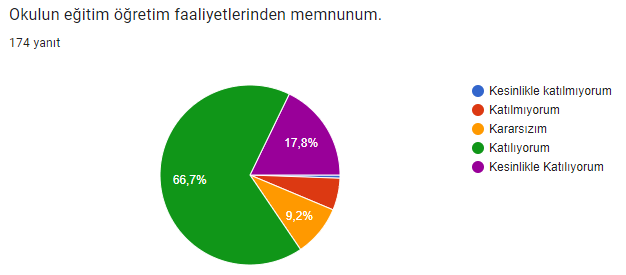 Okulun eğitim öğretim faaliyetlerinden memnunum.
174 yanıt
Kesinlikle katılmıyorum
Katılmıyorum
Kararsızım
Katılıyorum
Kesinlikle Katılıyorum
17,8%
66,7%
9,2%